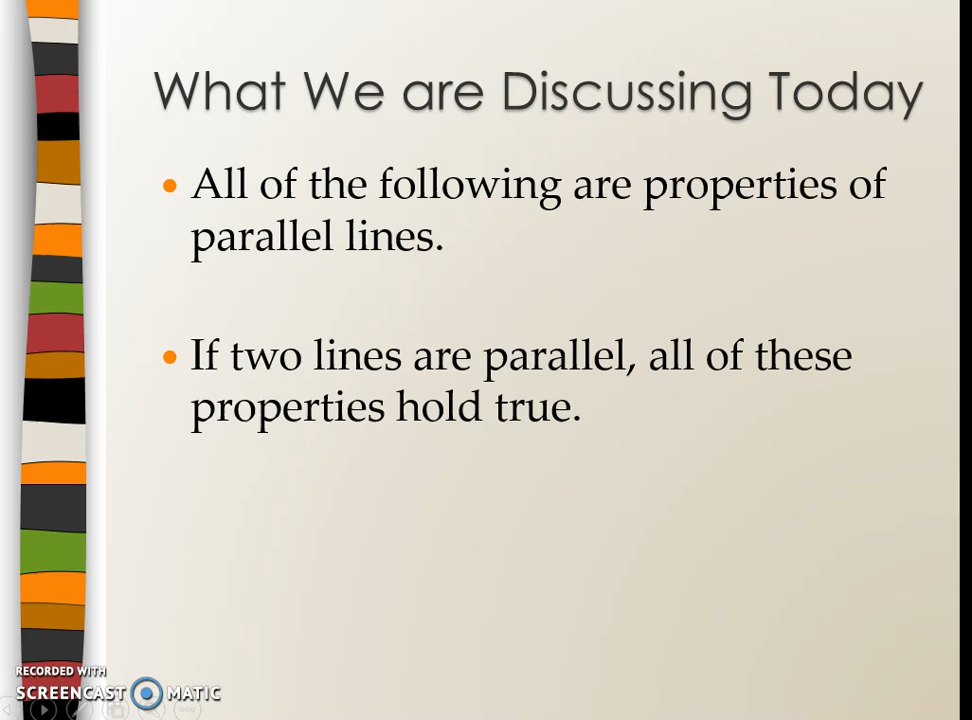 What We are Discussing Today
• All of the following are properties of
parallel lines.
• If two lines are parallel, all of these
properties hold true.
RECORDED WITH
SCREENCAST MATIC